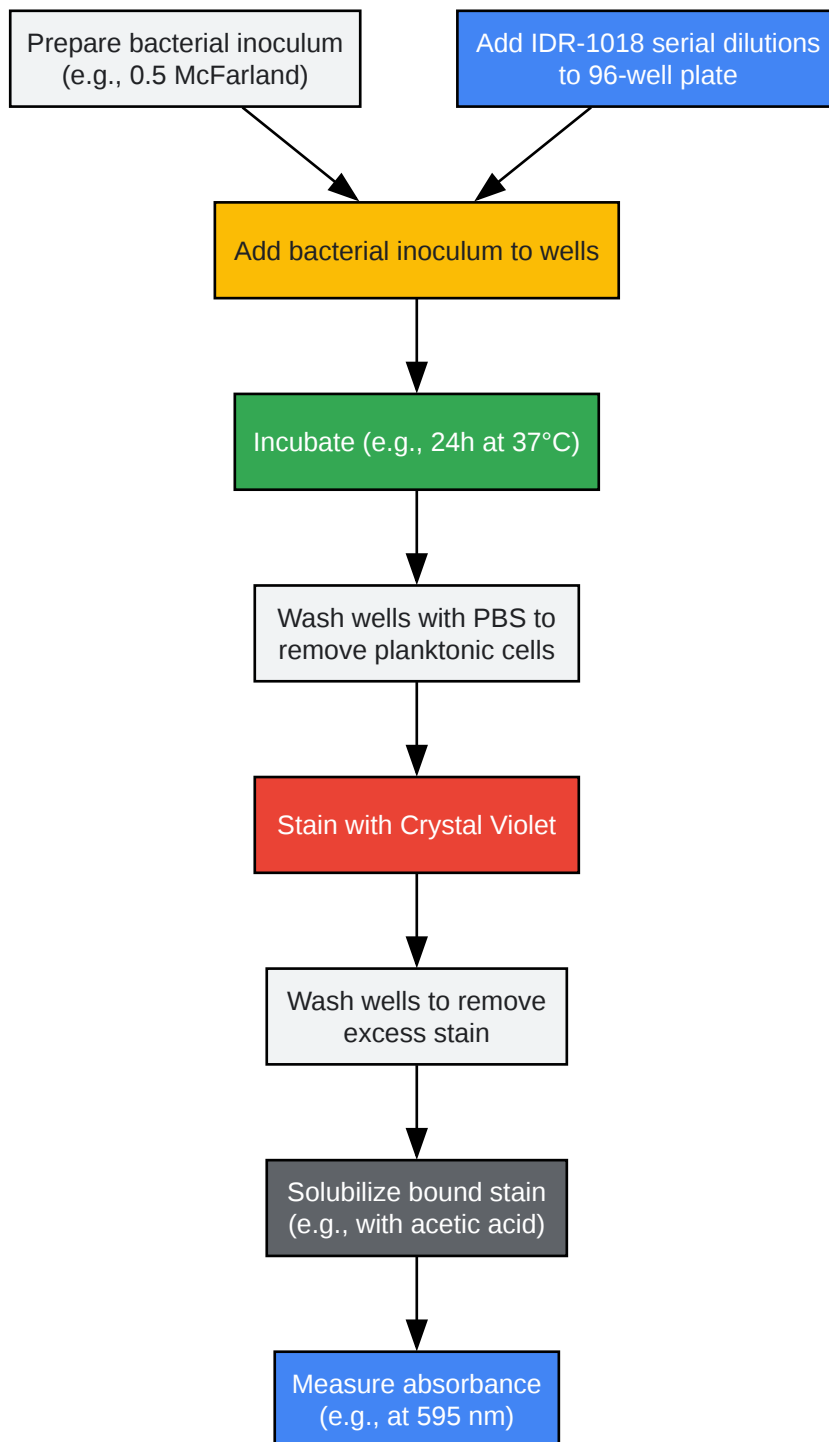 Prepare bacterial inoculum
(e.g., 0.5 McFarland)
Add IDR-1018 serial dilutions
to 96-well plate
Add bacterial inoculum to wells
Incubate (e.g., 24h at 37°C)
Wash wells with PBS to
remove planktonic cells
Stain with Crystal Violet
Wash wells to remove
excess stain
Solubilize bound stain
(e.g., with acetic acid)
Measure absorbance
(e.g., at 595 nm)